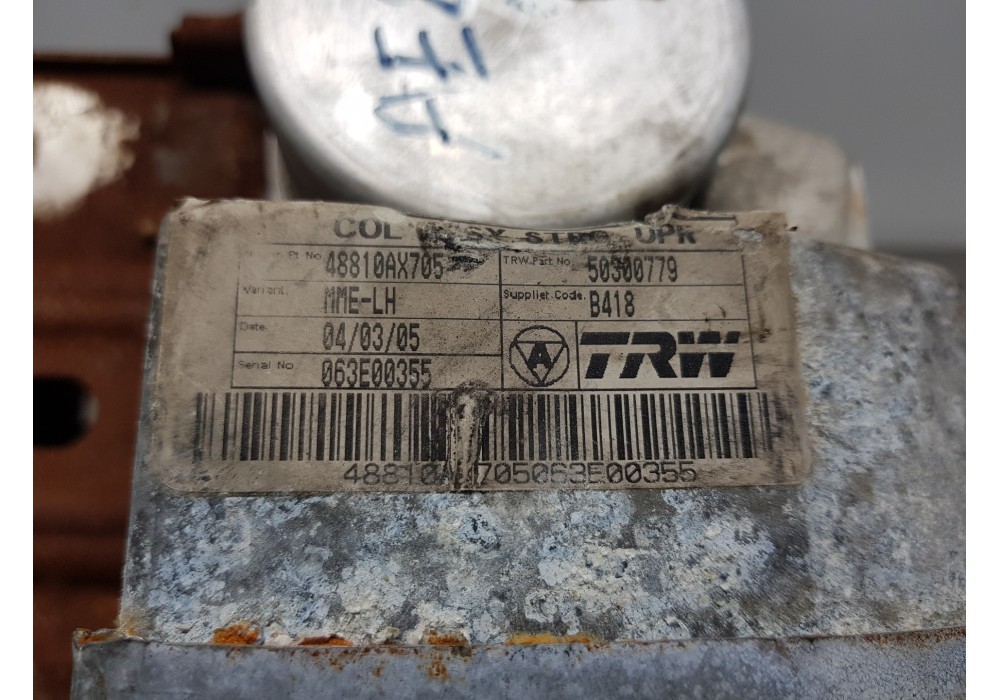 COL STRG UPR
Pt No 48810AX705
TRW Part No. 50300779
Variant. MME-LH
Supplier Code. B418
Date. 04/03/05
A TRW
Serial No. 063E00355